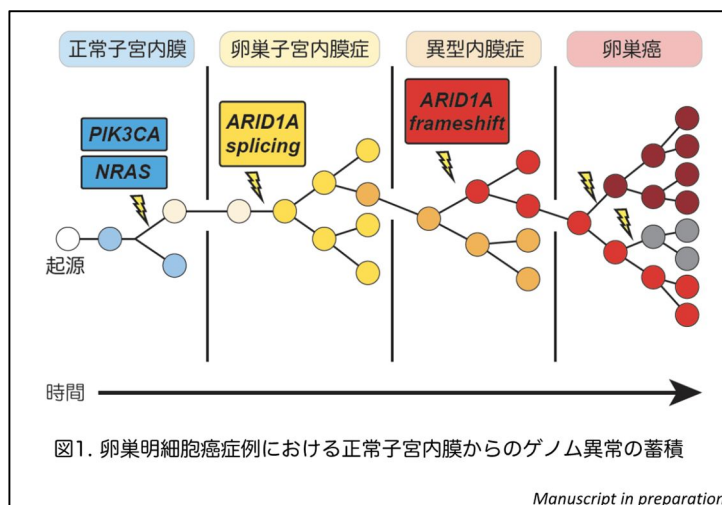 正常子宮内膜
卵巣子宮内膜症
異型内膜症
卵巣癌
PIK3CA
NRAS
ARID1A
splicing
ARID1A
frameshift
起源
時間
図1. 卵巣明細胞癌症例における正常子宮内膜からのゲノム異常の蓄積
Manuscript in preparation